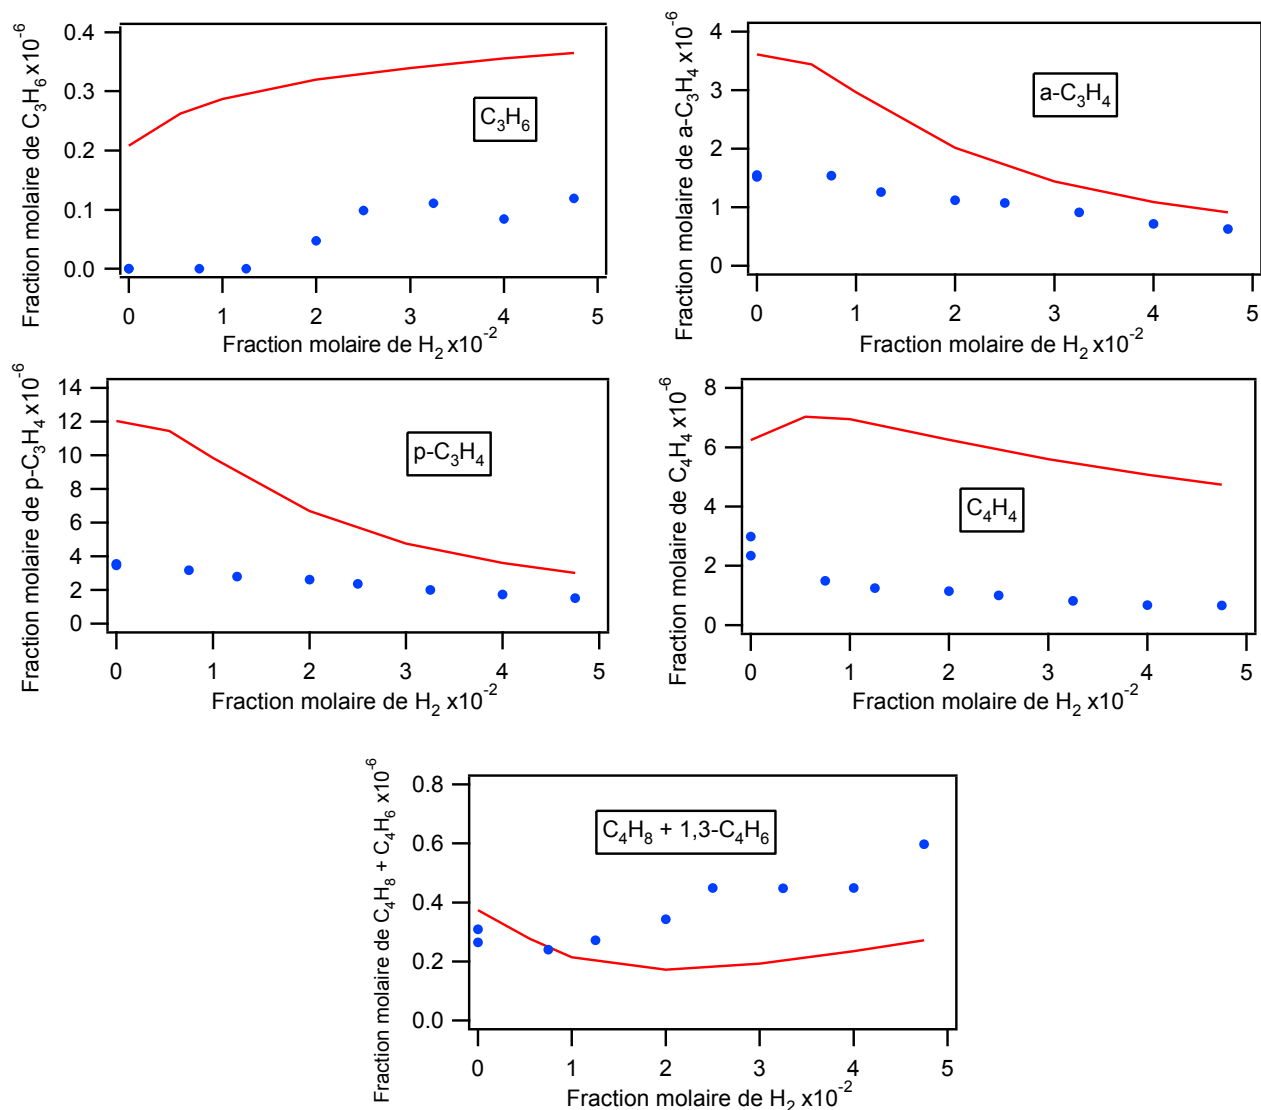 Fraction molaire de C3H6 x10-6
0.4
0.3
0.2
0.1
0.0
C3H6
0 1 2 3 4 5
Fraction molaire de H2 x10-2
Fraction molaire de a-C3H4 x10-6
4
3
2
1
0
a-C3H4
0 1 2 3 4 5
Fraction molaire de H2 x10-2
Fraction molaire de p-C3H4 x10-6
14
12
10
8
6
4
2
0
p-C3H4
0 1 2 3 4 5
Fraction molaire de H2 x10-2
Fraction molaire de C4H4 x10-6
8
6
4
2
0
C4H4
0 1 2 3 4 5
Fraction molaire de H2 x10-2
Fraction molaire de C4H8 + C4H6 x10-6
0.8
0.6
0.4
0.2
0.0
C4H8 + 1,3-C4H6
0 1 2 3 4 5
Fraction molaire de H2 x10-2